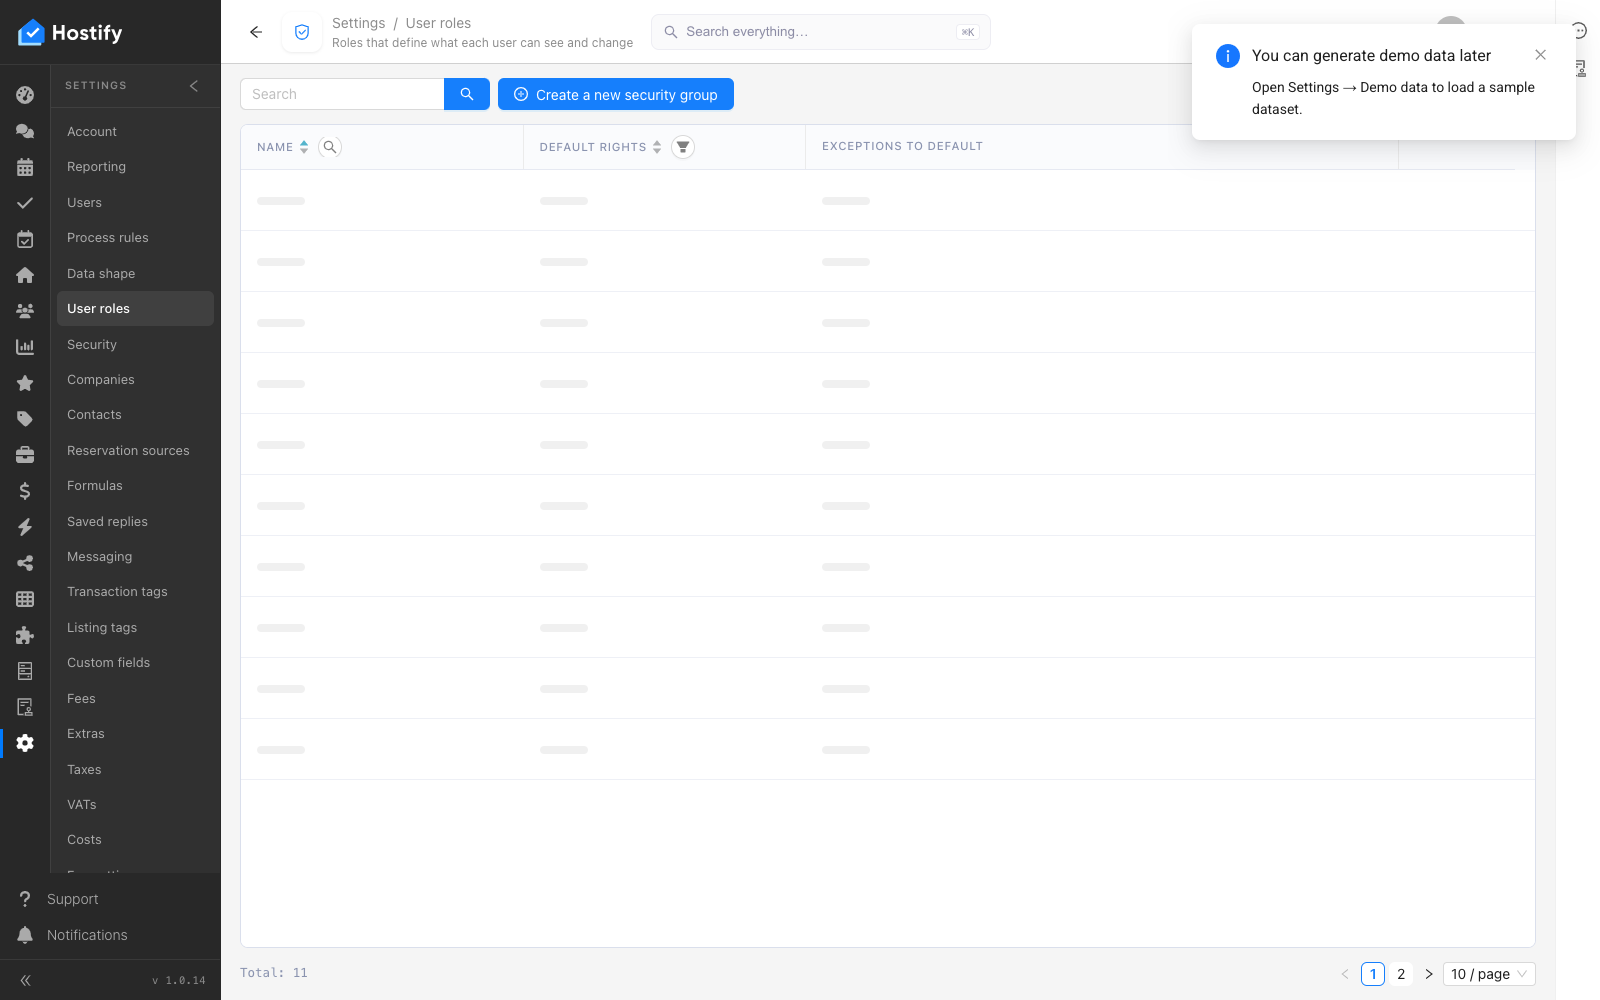 Hostify
Settings / User roles
Roles that define what each user can see and change
Search everything...
⌘K
You can generate demo data later
Open Settings → Demo data to load a sample
dataset.
SETTINGS
Account
Reporting
Users
Process rules
Data shape
User roles
Security
Companies
Contacts
Reservation sources
Formulas
Saved replies
Messaging
Transaction tags
Listing tags
Custom fields
Fees
Extras
Taxes
VATs
Costs
Support
Notifications
v 1.0.14
Search
Create a new security group
NAME
DEFAULT RIGHTS
EXCEPTIONS TO DEFAULT
Total: 11
1
2
10 / page